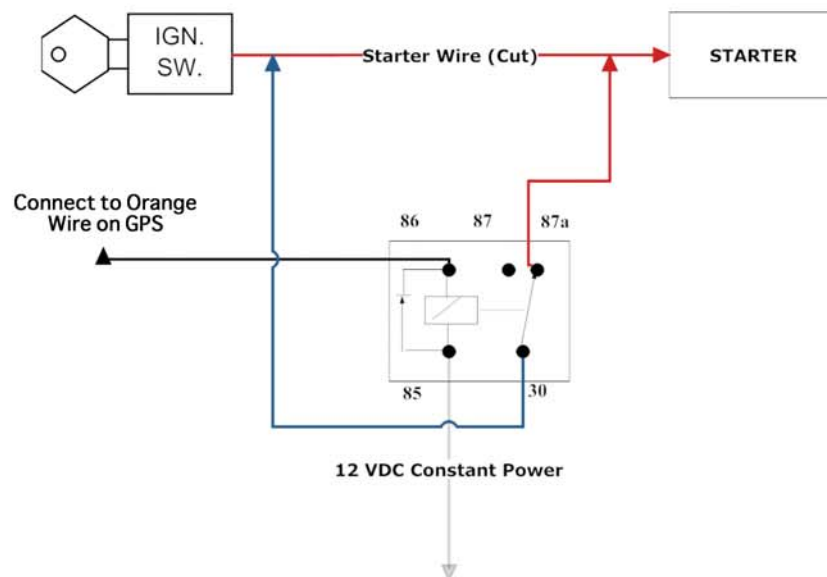 IGN.
SW.
Starter Wire (Cut)
STARTER
Connect to Orange
Wire on GPS
86
87
87a
85
30
12 VDC Constant Power